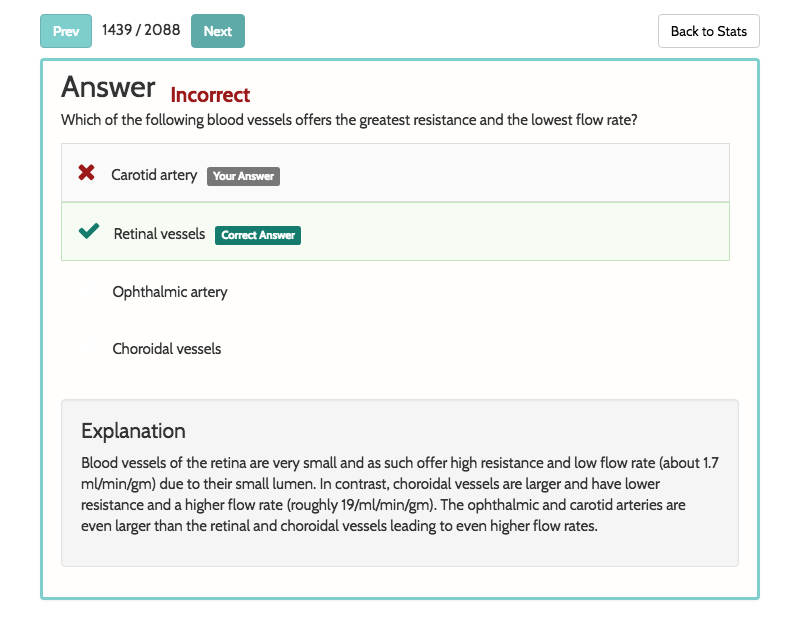 Prev 1439 / 2088 Next Back to Stats
Answer Incorrect
Which of the following blood vessels offers the greatest resistance and the lowest flow rate?
Carotid artery Your Answer
Retinal vessels Correct Answer
Ophthalmic artery
Choroidal vessels
Explanation
Blood vessels of the retina are very small and as such offer high resistance and low flow rate (about 1.7
ml/min/gm) due to their small lumen. In contrast, choroidal vessels are larger and have lower
resistance and a higher flow rate (roughly 19/ml/min/gm). The ophthalmic and carotid arteries are
even larger than the retinal and choroidal vessels leading to even higher flow rates.